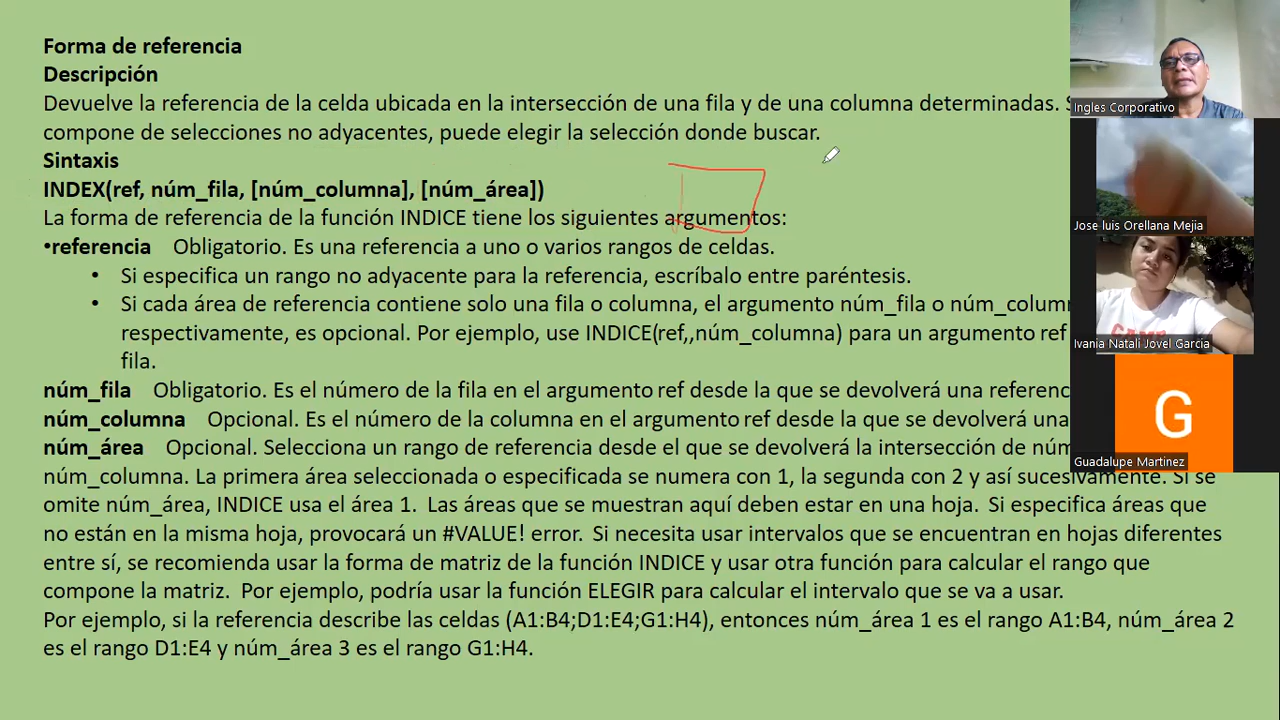 Forma de referencia
Descripción
Devuelve la referencia de la celda ubicada en la intersección de una fila y de una columna determinadas.
compone de selecciones no adyacentes, puede elegir la selección donde buscar.
Sintaxis
INDEX(ref, núm_fila, [núm_columna], [núm_área])
La forma de referencia de la función INDICE tiene los siguientes argumentos:
•referencia Obligatorio. Es una referencia a uno o varios rangos de celdas.
• Si especifica un rango no adyacente para la referencia, escríbalo entre paréntesis.
• Si cada área de referencia contiene solo una fila o columna, el argumento núm_fila o
respectivamente, es opcional. Por ejemplo, use INDICE(ref,,núm_columna) para un argumento ref
fila.
núm_fila Obligatorio. Es el número de la fila en el argumento ref desde la que se devolverá una
núm_columna Opcional. Es el número de la columna en el argumento ref desde la que se devolverá una
núm_área Opcional. Selecciona un rango de referencia desde el que se devolverá la intersección de
núm_columna. La primera área seleccionada o especificada se numera con 1, la segunda con 2 y así sucesivamente. Si se
omite núm_área, INDICE usa el área 1. Las áreas que se muestran aquí deben estar en una hoja. Si especifica áreas que
no están en la misma hoja, provocará un #VALUE! error. Si necesita usar intervalos que se encuentran en hojas diferentes
entre sí, se recomienda usar la forma de matriz de la función INDICE y usar otra función para calcular el rango que
compone la matriz. Por ejemplo, podría usar la función ELEGIR para calcular el intervalo que se va a usar.
Por ejemplo, si la referencia describe las celdas (A1:B4;D1:E4;G1:H4), entonces núm_área 1 es el rango A1:B4, núm_área 2
es el rango D1:E4 y núm_área 3 es el rango G1:H4.
Ingles Corporativo
Jose luis Orellana Mejia
Ivania Natali Jovel Garcia
G
Guadalupe Martinez